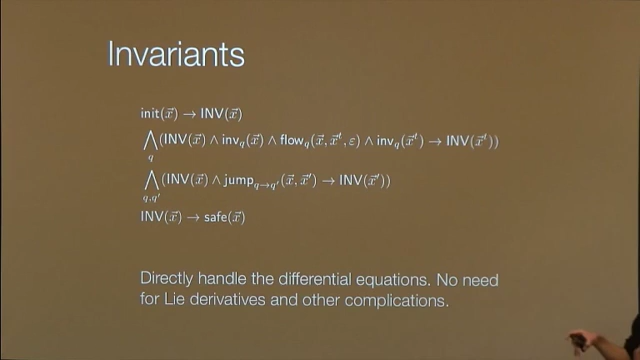 Invariants
init(x⃗) → INV(x⃗)
⋀_q (INV(x⃗) ∧ inv_q(x⃗) ∧ flow_q(x⃗, x⃗ᵗ, ε) ∧ inv_q(x⃗ᵗ) → INV(x⃗ᵗ))
⋀_{q,q′} (INV(x⃗) ∧ jump_{q→q′}(x⃗, x⃗′) → INV(x⃗′))
INV(x⃗) → safe(x⃗)
Directly handle the differential equations. No need
for Lie derivatives and other complications.